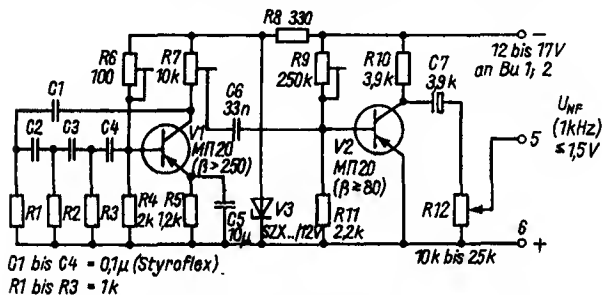 R8 330
R6
100
R7
10k
R9
250k
R10
3,9k
C7
3,9k
12 bis 17V
an Bu 1; 2
C1
C6
33n
C2
C3
C4
V1
МП20
(β>250)
V2
МП20
(β≥80)
U_NF
(1kHz)
≤1,5V
5
R1
R2
R3
R4
2k
R5
1,2k
C5
10µ
V3
SZX../12V
R11
2,2k
R12
6
–
+
10k bis 25k
C1 bis C4 = 0,1µ (Styroflex)
R1 bis R3 = 1k